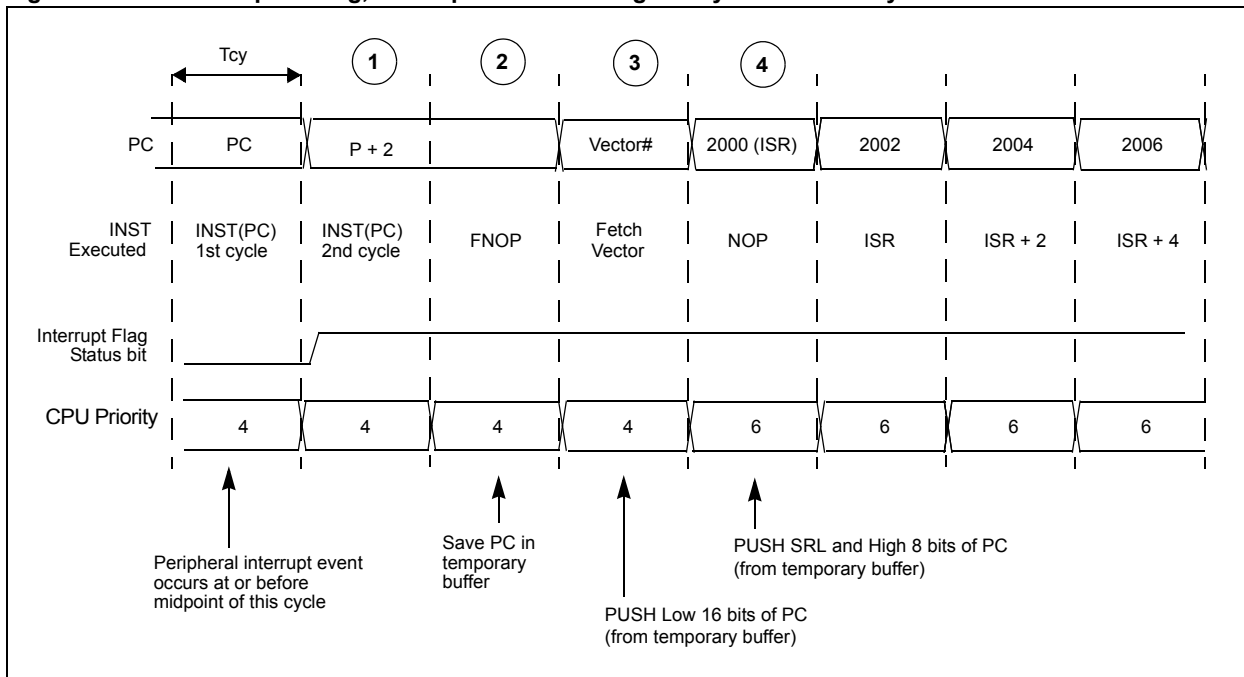 Tcy
1
2
3
4
PC
PC
P + 2
Vector#
2000 (ISR)
2002
2004
2006
INST
Executed
INST(PC)
1st cycle
INST(PC)
2nd cycle
FNOP
Fetch
Vector
NOP
ISR
ISR + 2
ISR + 4
Interrupt Flag
Status bit
CPU Priority
4
4
4
4
6
6
6
6
Peripheral interrupt event
occurs at or before
midpoint of this cycle
Save PC in
temporary
buffer
PUSH Low 16 bits of PC
(from temporary buffer)
PUSH SRL and High 8 bits of PC
(from temporary buffer)